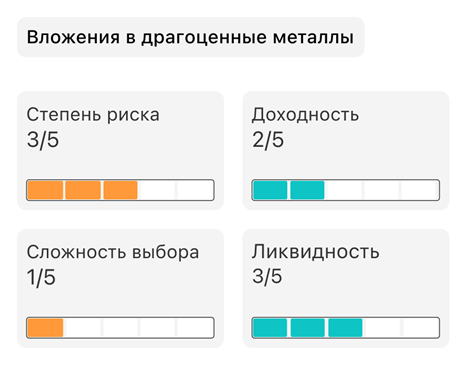 Вложения в драгоценные металлы
Степень риска
3/5
Доходность
2/5
Сложность выбора
1/5
Ликвидность
3/5